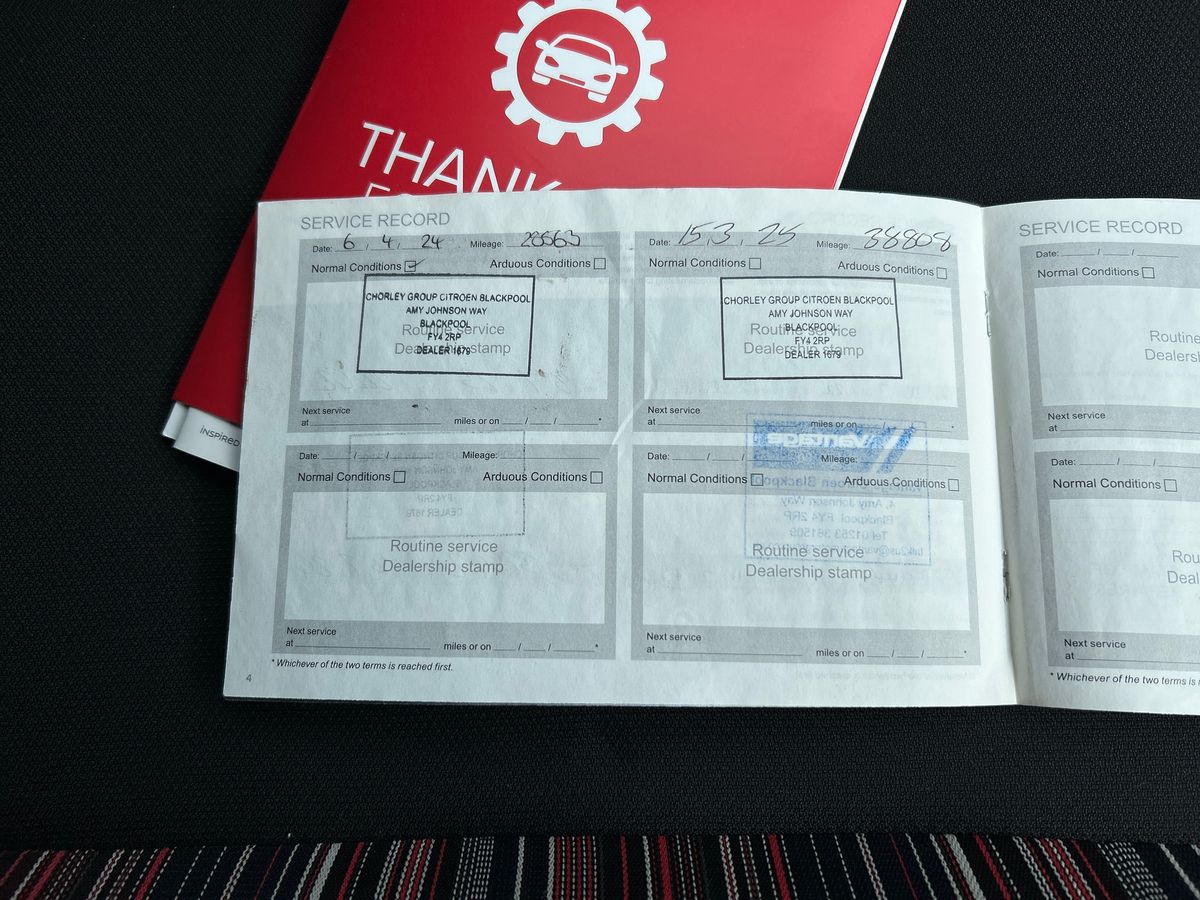 THANK
INSPIRED
SERVICE RECORD
Date: 6 . 4 . 24 Mileage: 28563
Normal Conditions Arduous Conditions
CHORLEY GROUP CITROEN BLACKPOOL
AMY JOHNSON WAY
BLACKPOOL
FY4 2RP
DEALER 1679
Routine service
Dealership stamp
Next service
at miles or on / / *
Date: 15.3.25 Mileage: 38808
Normal Conditions Arduous Conditions
CHORLEY GROUP CITROEN BLACKPOOL
AMY JOHNSON WAY
BLACKPOOL
FY4 2RP
DEALER 1679
Routine service
Dealership stamp
Next service
at miles or on / / *
Date: / / Mileage:
Normal Conditions Arduous Conditions
Routine service
Dealership stamp
Next service
at miles or on / / *
Date: / / Mileage:
Normal Conditions Arduous Conditions
Routine service
Dealership stamp
Next service
at miles or on / / *
* Whichever of the two terms is reached first.
4
SERVICE RECORD
Date: / /
Normal Conditions
Routine
Dealers
Next service
at
Date: / /
Normal Conditions
Rou
Deal
Next service
at
* Whichever of the two terms is